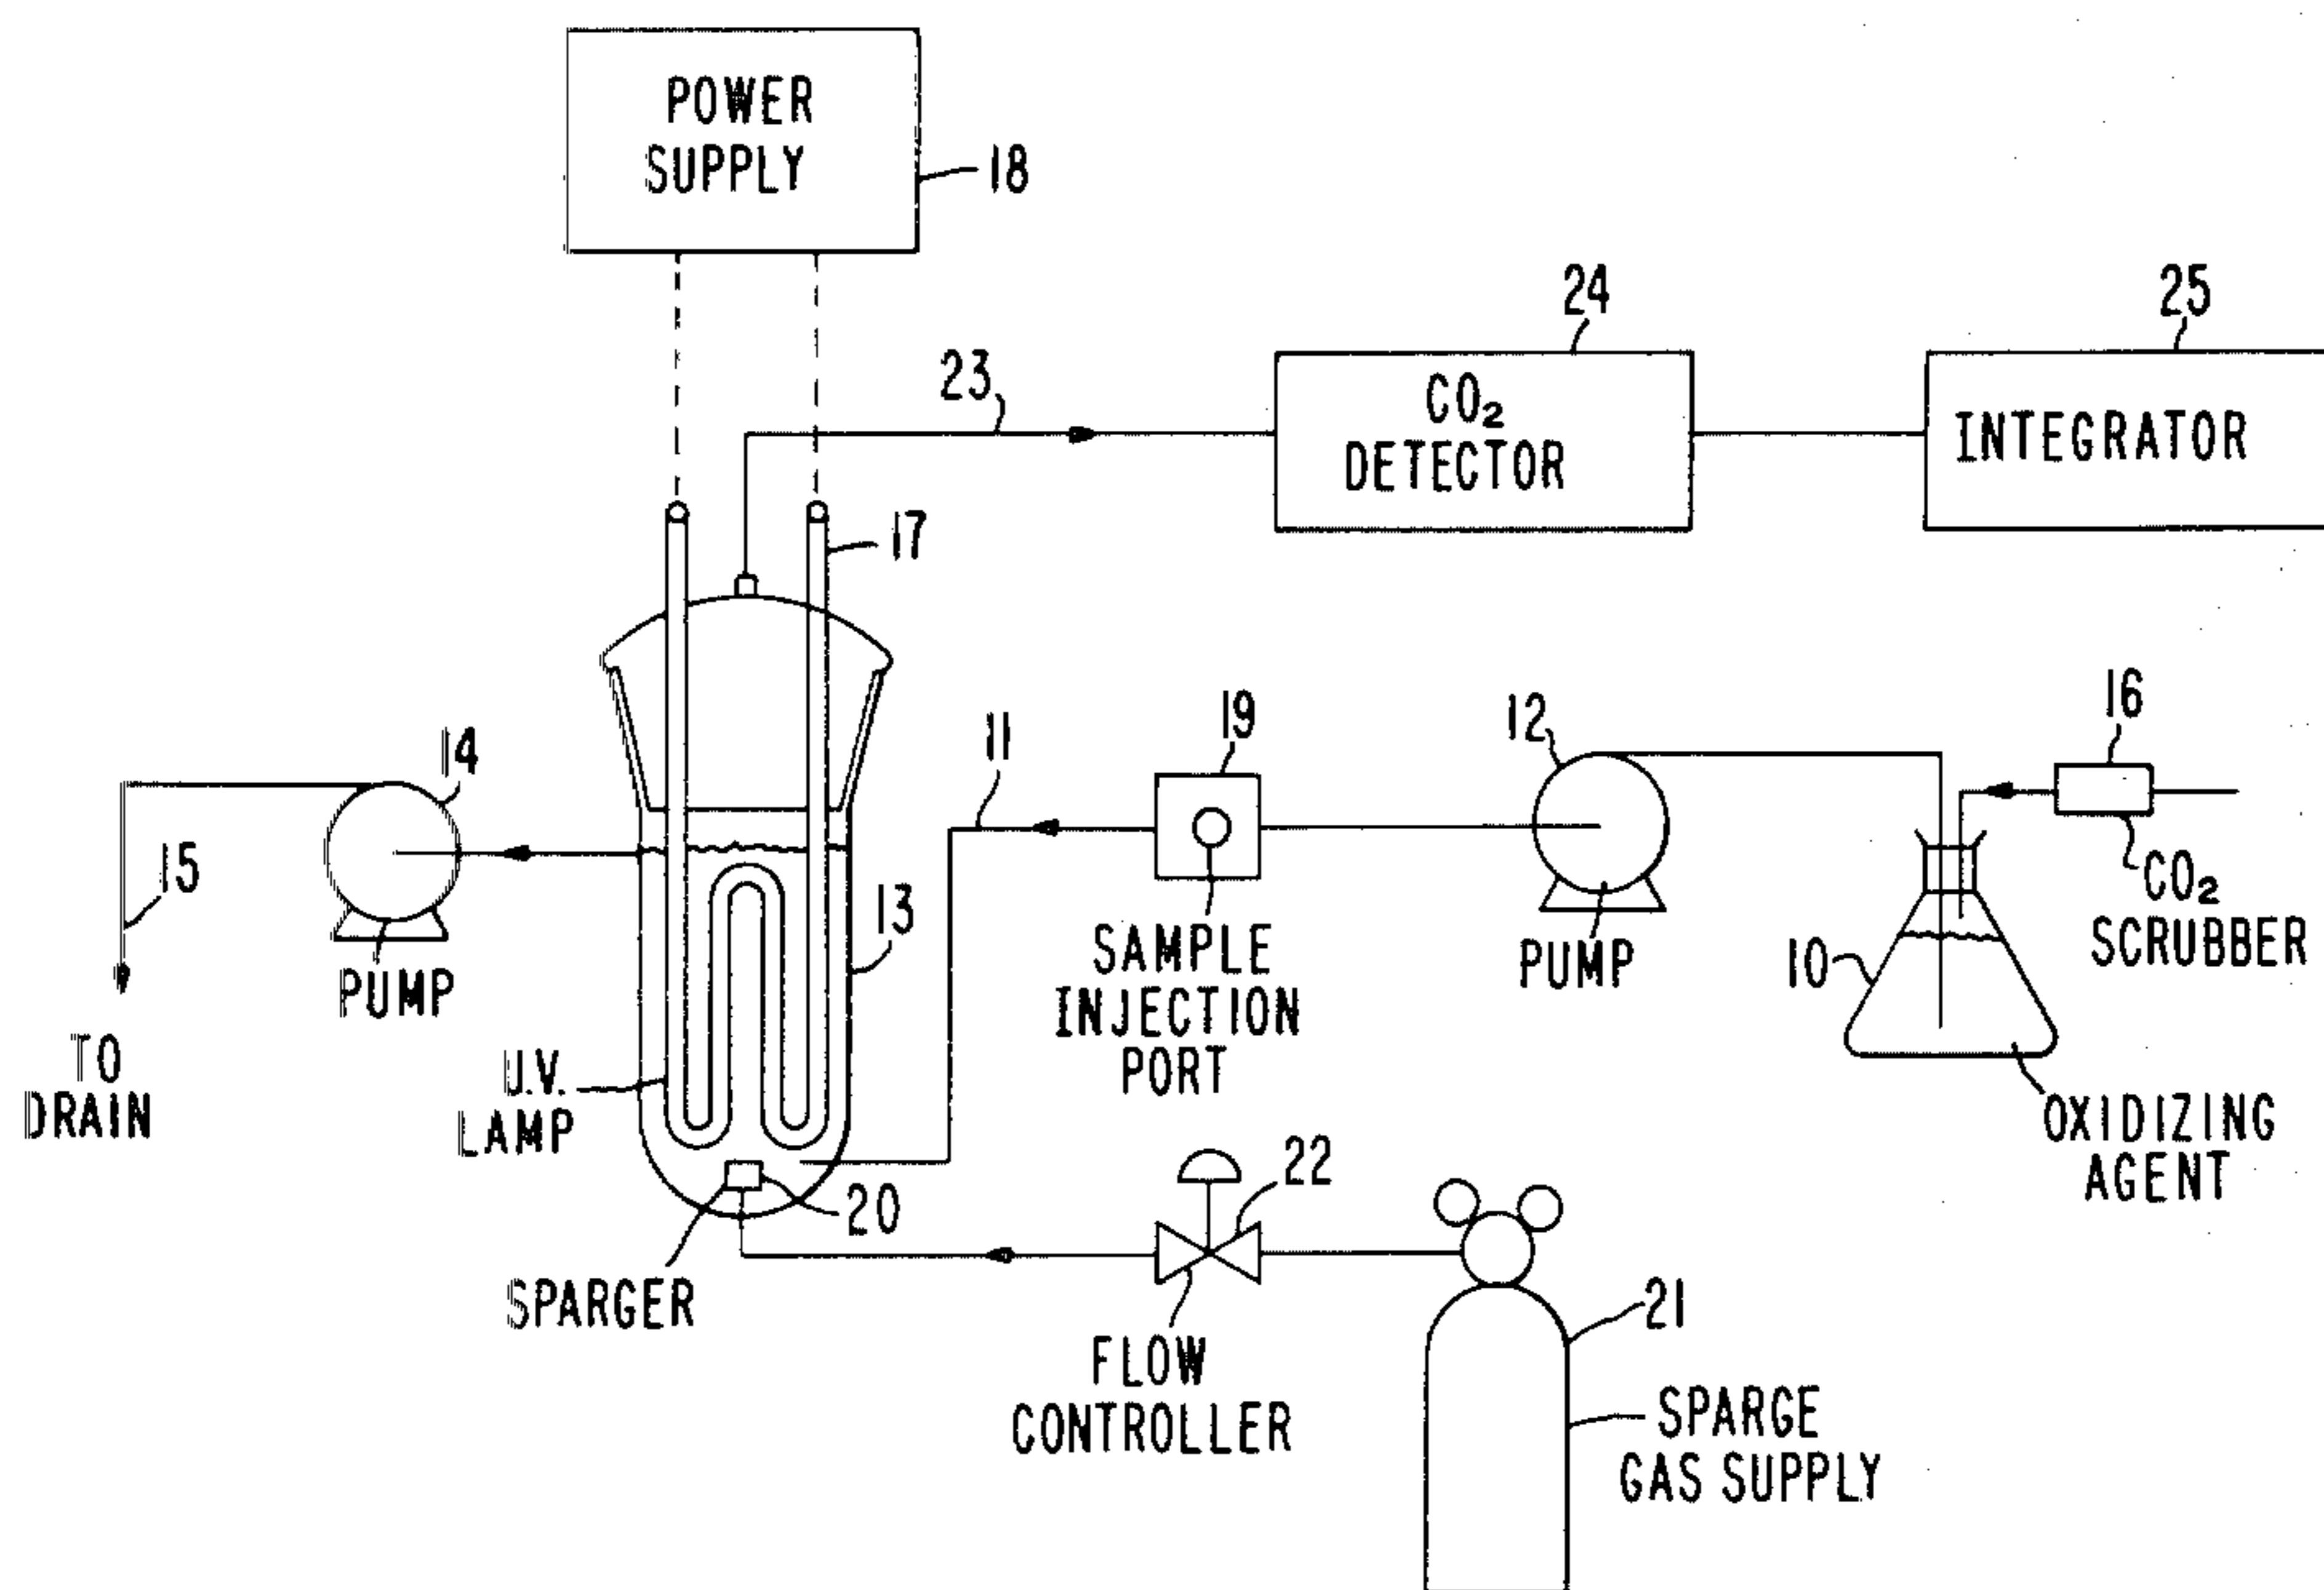 POWER
SUPPLY
18
24
25
23
CO₂
DETECTOR
INTEGRATOR
17
16
12
19
11
14
15
13
CO₂
SCRUBBER
10
PUMP
SAMPLE
INJECTION
PORT
PUMP
TO
DRAIN
U.V.
LAMP
OXIDIZING
AGENT
22
20
SPARGER
21
FLOW
CONTROLLER
SPARGE
GAS SUPPLY